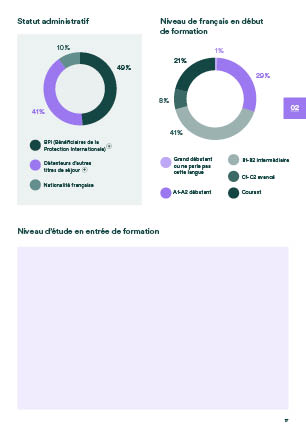 Statut administratif
10%
49%
41%
BPI (Bénéficiaires de la
Protection Internationale)
Détenteurs d'autres
titres de séjour
Nationalité française
Niveau de français en début
de formation
1%
21%
29%
8%
41%
02
Grand débutant
ou ne parle pas
cette langue
B1-B2 intermédiaire
C1-C2 avancé
A1-A2 débutant
Courant
Niveau d'étude en entrée de formation